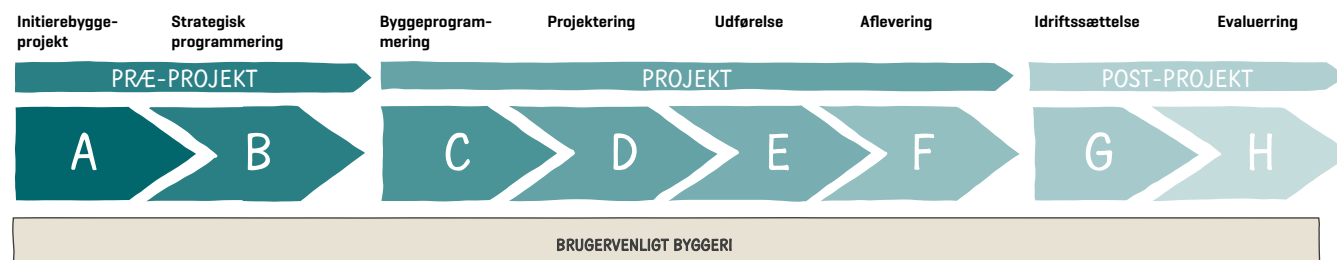 Initierebygge-
projekt
Strategisk
programmering
Byggeprogram-
mering
Projektering
Udførelse
Aflevering
Idriftssættelse
Evaluerring
PRÆ-PROJEKT
PROJEKT
POST-PROJEKT
A
B
C
D
E
F
G
H
BRUGERVENLIGT BYGGERI